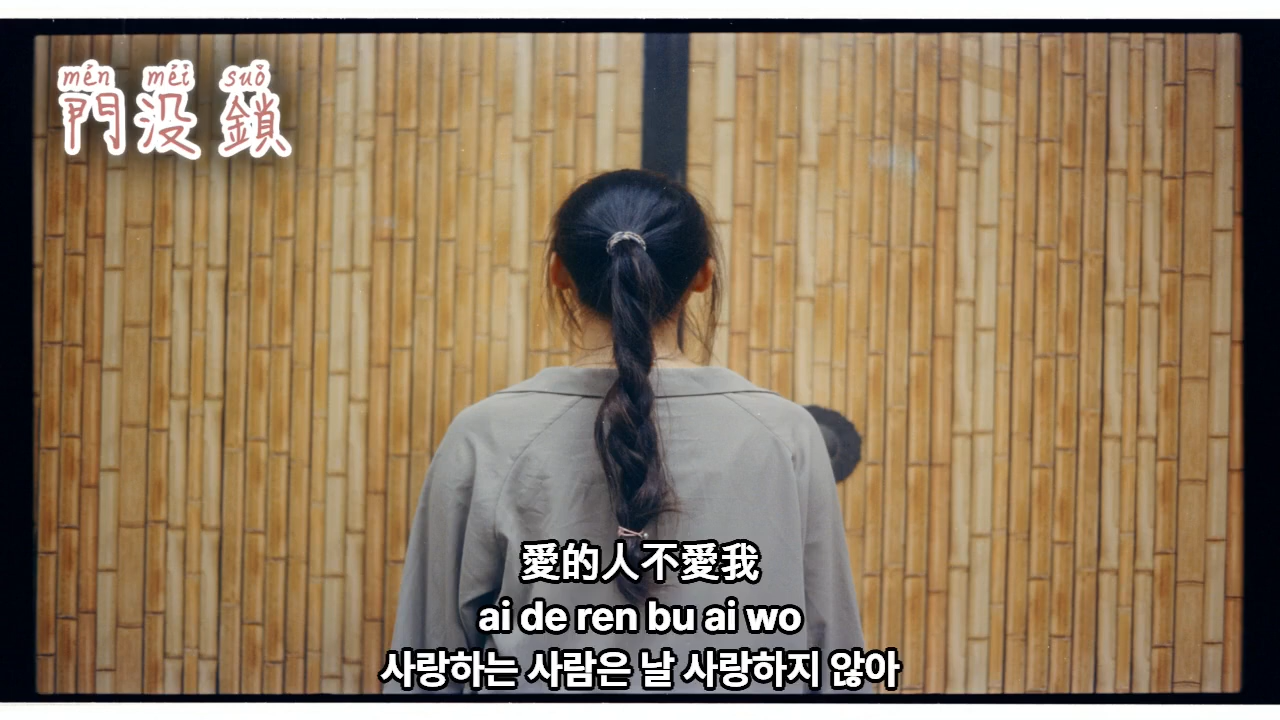 mén méi suǒ
門没鎖
愛的人不愛我
ai de ren bu ai wo
사랑하는 사람은 날 사랑하지 않아